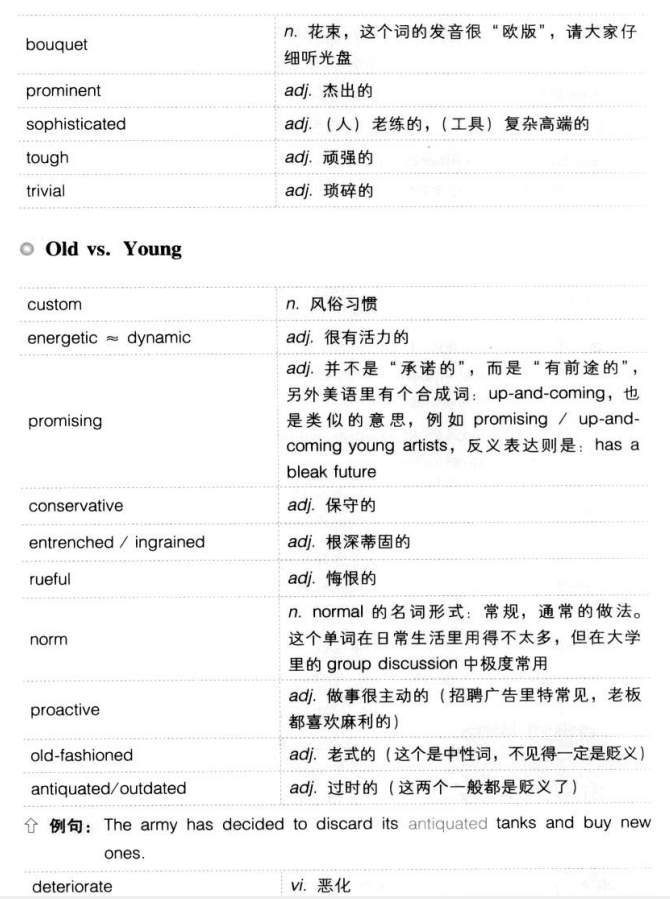 bouquet
n. 花束，这个词的发音很“欧版”，请大家仔
细听光盘
prominent
adj. 杰出的
sophisticated
adj.（人）老练的，（工具）复杂高端的
tough
adj. 顽强的
trivial
adj. 琐碎的
Old vs. Young
custom
n. 风俗习惯
energetic ≈ dynamic
adj. 很有活力的
promising
adj. 并不是“承诺的”，而是“有前途的”，
另外美语里有个合成词：up-and-coming，也
是类似的意思，例如 promising / up-and-
coming young artists，反义表达则是：has a
bleak future
conservative
adj. 保守的
entrenched / ingrained
adj. 根深蒂固的
rueful
adj. 悔恨的
norm
n. normal 的名词形式：常规，通常的做法。
这个单词在日常生活里用得不太多，但在大学
里的 group discussion 中极度常用
proactive
adj. 做事很主动的（招聘广告里特常见，老板
都喜欢麻利的）
old-fashioned
adj. 老式的（这个是中性词，不见得一定是贬义）
antiquated/outdated
adj. 过时的（这两个一般都是贬义了）
⇧ 例句：The army has decided to discard its antiquated tanks and buy new
ones.
deteriorate
vi. 恶化